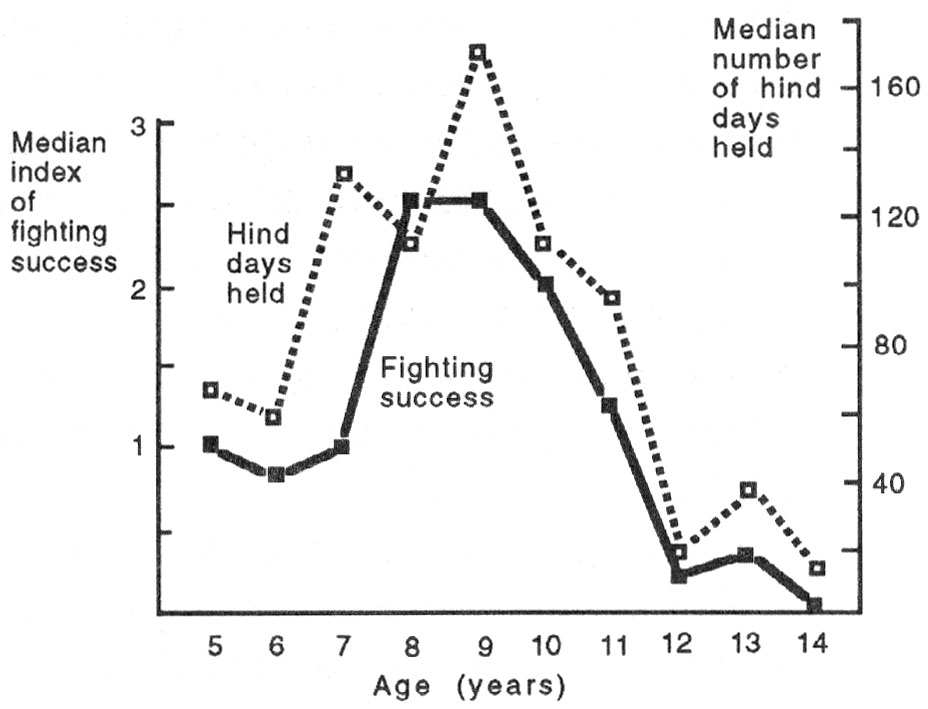 Median
index
of
fighting
success
3
2
1
Hind
days
held
Fighting
success
Median
number
of hind
days
held
160
120
80
40
5 6 7 8 9 10 11 12 13 14
Age (years)